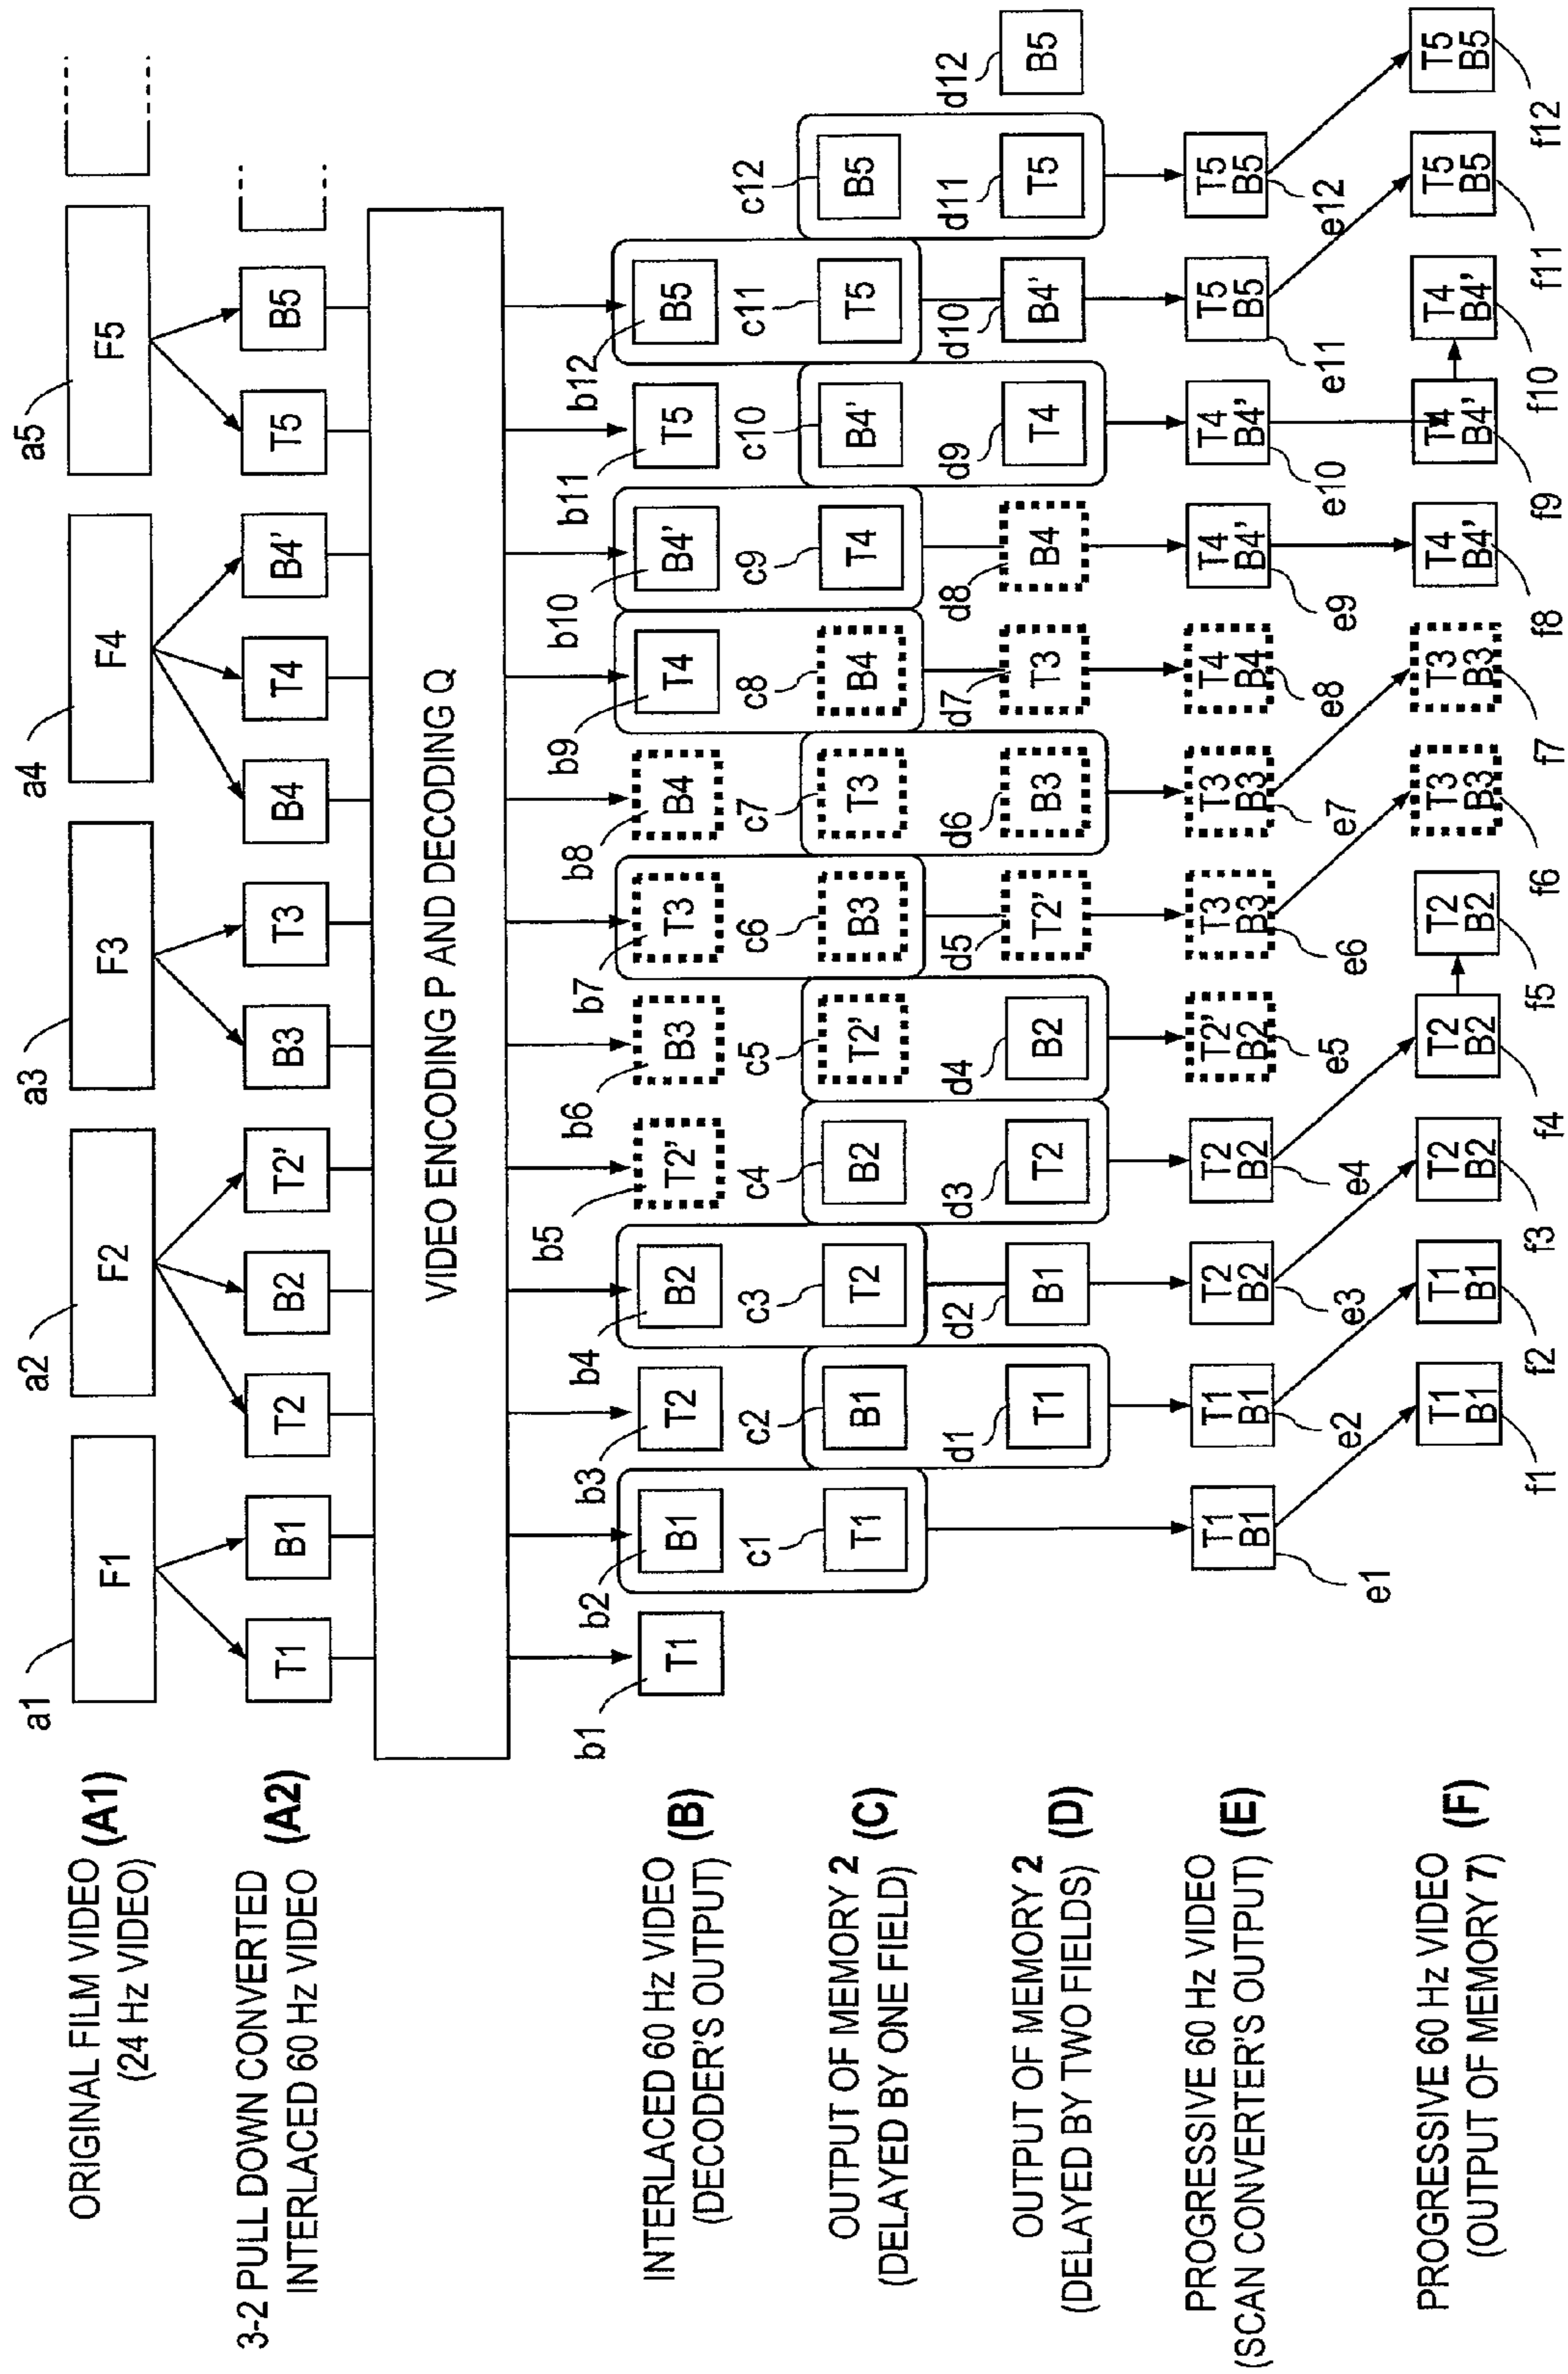 ORIGINAL FILM VIDEO (A1)
(24 Hz VIDEO)
a1 a2 a3 a4 a5
F1 F2 F3 F4 F5
3-2 PULL DOWN CONVERTED
INTERLACED 60 Hz VIDEO (A2)
T1 B1 T2 B2 T2' B3 T3 B4 T4 B4' T5 B5
VIDEO ENCODING P AND DECODING Q
INTERLACED 60 Hz VIDEO (B)
(DECODER'S OUTPUT)
b1 b2 b3 b4 b5 b6 b7 b8 b9 b10 b11 b12
T1 B1 T2 B2 T2' B3 T3 B4 T4 B4' T5 B5
OUTPUT OF MEMORY 2 (C)
(DELAYED BY ONE FIELD)
c1 c2 c3 c4 c5 c6 c7 c8 c9 c10 c11 c12
T1 B1 T2 B2 T2' B3 T3 B4 T4 B4' T5 B5
OUTPUT OF MEMORY 2 (D)
(DELAYED BY TWO FIELDS)
d1 d2 d3 d4 d5 d6 d7 d8 d9 d10 d11 d12
T1 B1 T2 B2 T2' B3 T3 B4 T4 B4' T5 B5
PROGRESSIVE 60 Hz VIDEO (E)
(SCAN CONVERTER'S OUTPUT)
T1 T1 T2 T2 T2' T3 T3 T4 T4 T4 T5 T5
B1 B1 B2 B2 B2 B3 B3 B4 B4' B4' B5 B5
e1 e2 e3 e4 e5 e6 e7 e8 e9 e10 e11 e12
PROGRESSIVE 60 Hz VIDEO (F)
(OUTPUT OF MEMORY 7)
T1 T1 T2 T2 T2 T3 T3 T4 T4 T4 T5 T5
B1 B1 B2 B2 B2 B3 B3 B4' B4' B4' B5 B5
f1 f2 f3 f4 f5 f6 f7 f8 f9 f10 f11 f12